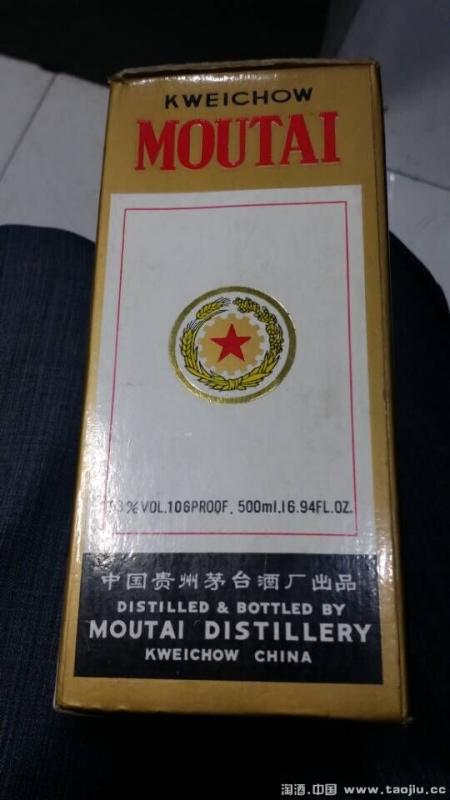 KWEICHOW
MOUTAI
53%VOL.106PROOF. 500ml.16.94FL.OZ.
中国贵州茅台酒厂出品
DISTILLED & BOTTLED BY
MOUTAI DISTILLERY
KWEICHOW CHINA
淘酒.中国 www.taojiu.cc